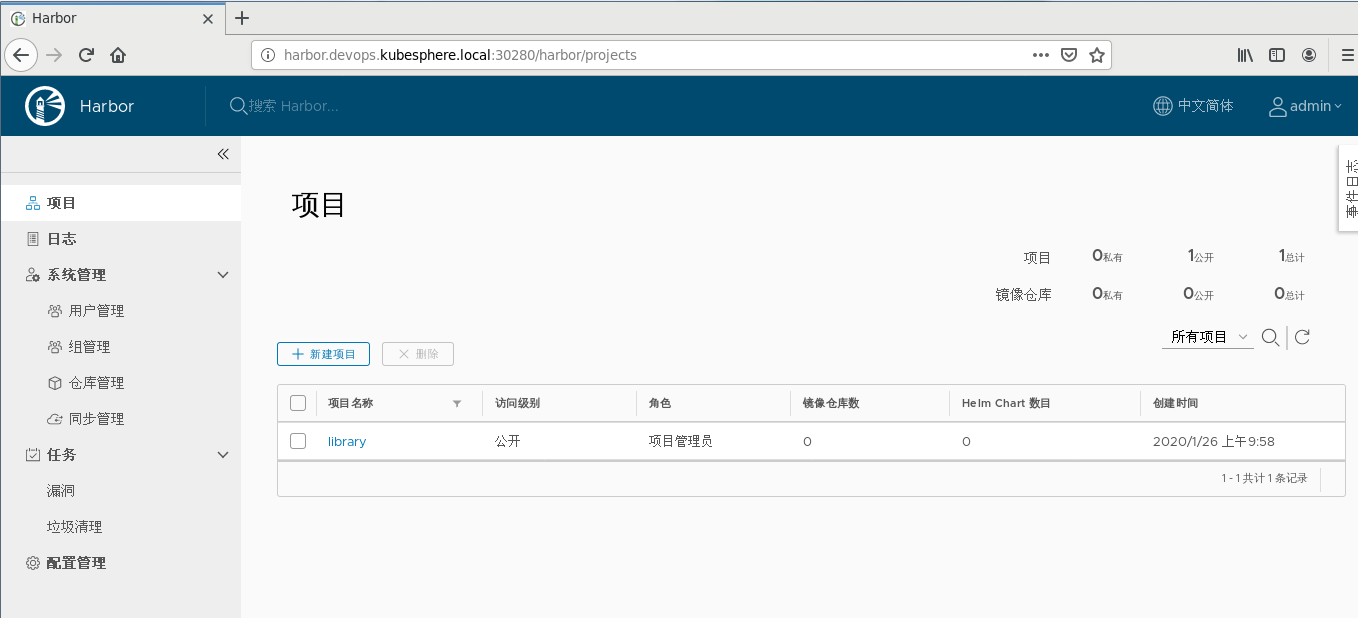 Harbor
harbor.devops.kubesphere.local:30280/harbor/projects
Harbor
搜索 Harbor...
中文简体
admin
事件日志
项目
日志
系统管理
用户管理
组管理
仓库管理
同步管理
任务
漏洞
垃圾清理
配置管理
项目
项目 0私有 1公开 1总计
镜像仓库 0私有 0公开 0总计
所有项目
新建项目 删除
项目名称 访问级别 角色 镜像仓库数 Helm Chart 数目 创建时间
library 公开 项目管理员 0 0 2020/1/26 上午9:58
1 - 1 共计 1 条记录